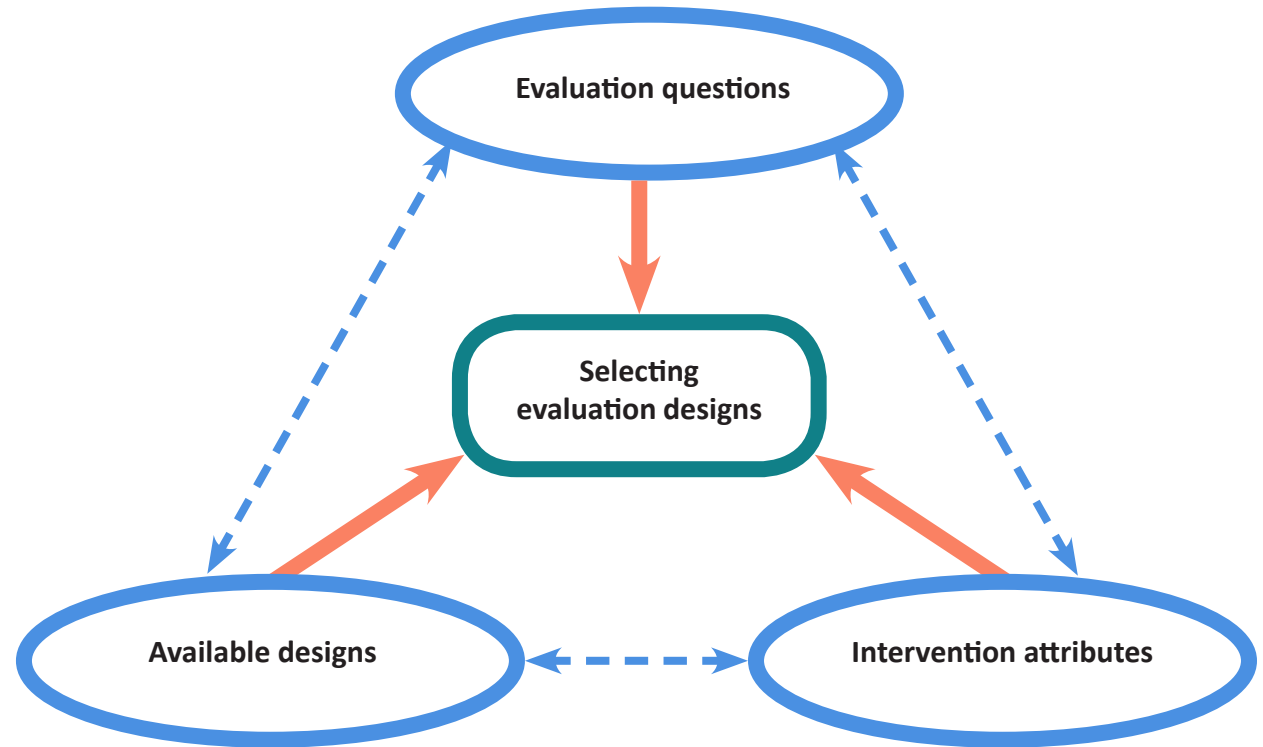 Evaluation questions
Selecting
evaluation designs
Available designs
Intervention attributes